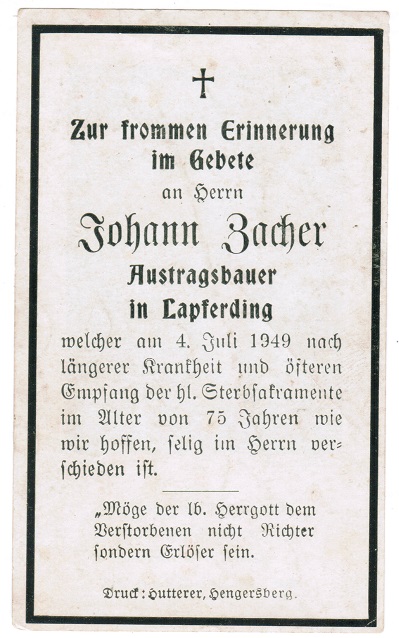 Zur frommen Erinnerung
im Gebete
an Herrn
Johann Zacher
Austragsbauer
in Lapferding
welcher am 4. Juli 1949 nach
längerer Krankheit und öfteren
Empfang der hl. Sterbsakramente
im Alter von 75 Jahren wie
wir hoffen, selig im Herrn ver-
schieden ist.
„Möge der lb. Herrgott dem
Verstorbenen nicht Richter
sondern Erlöser sein.
Druck: Hutterer, Hengersberg.